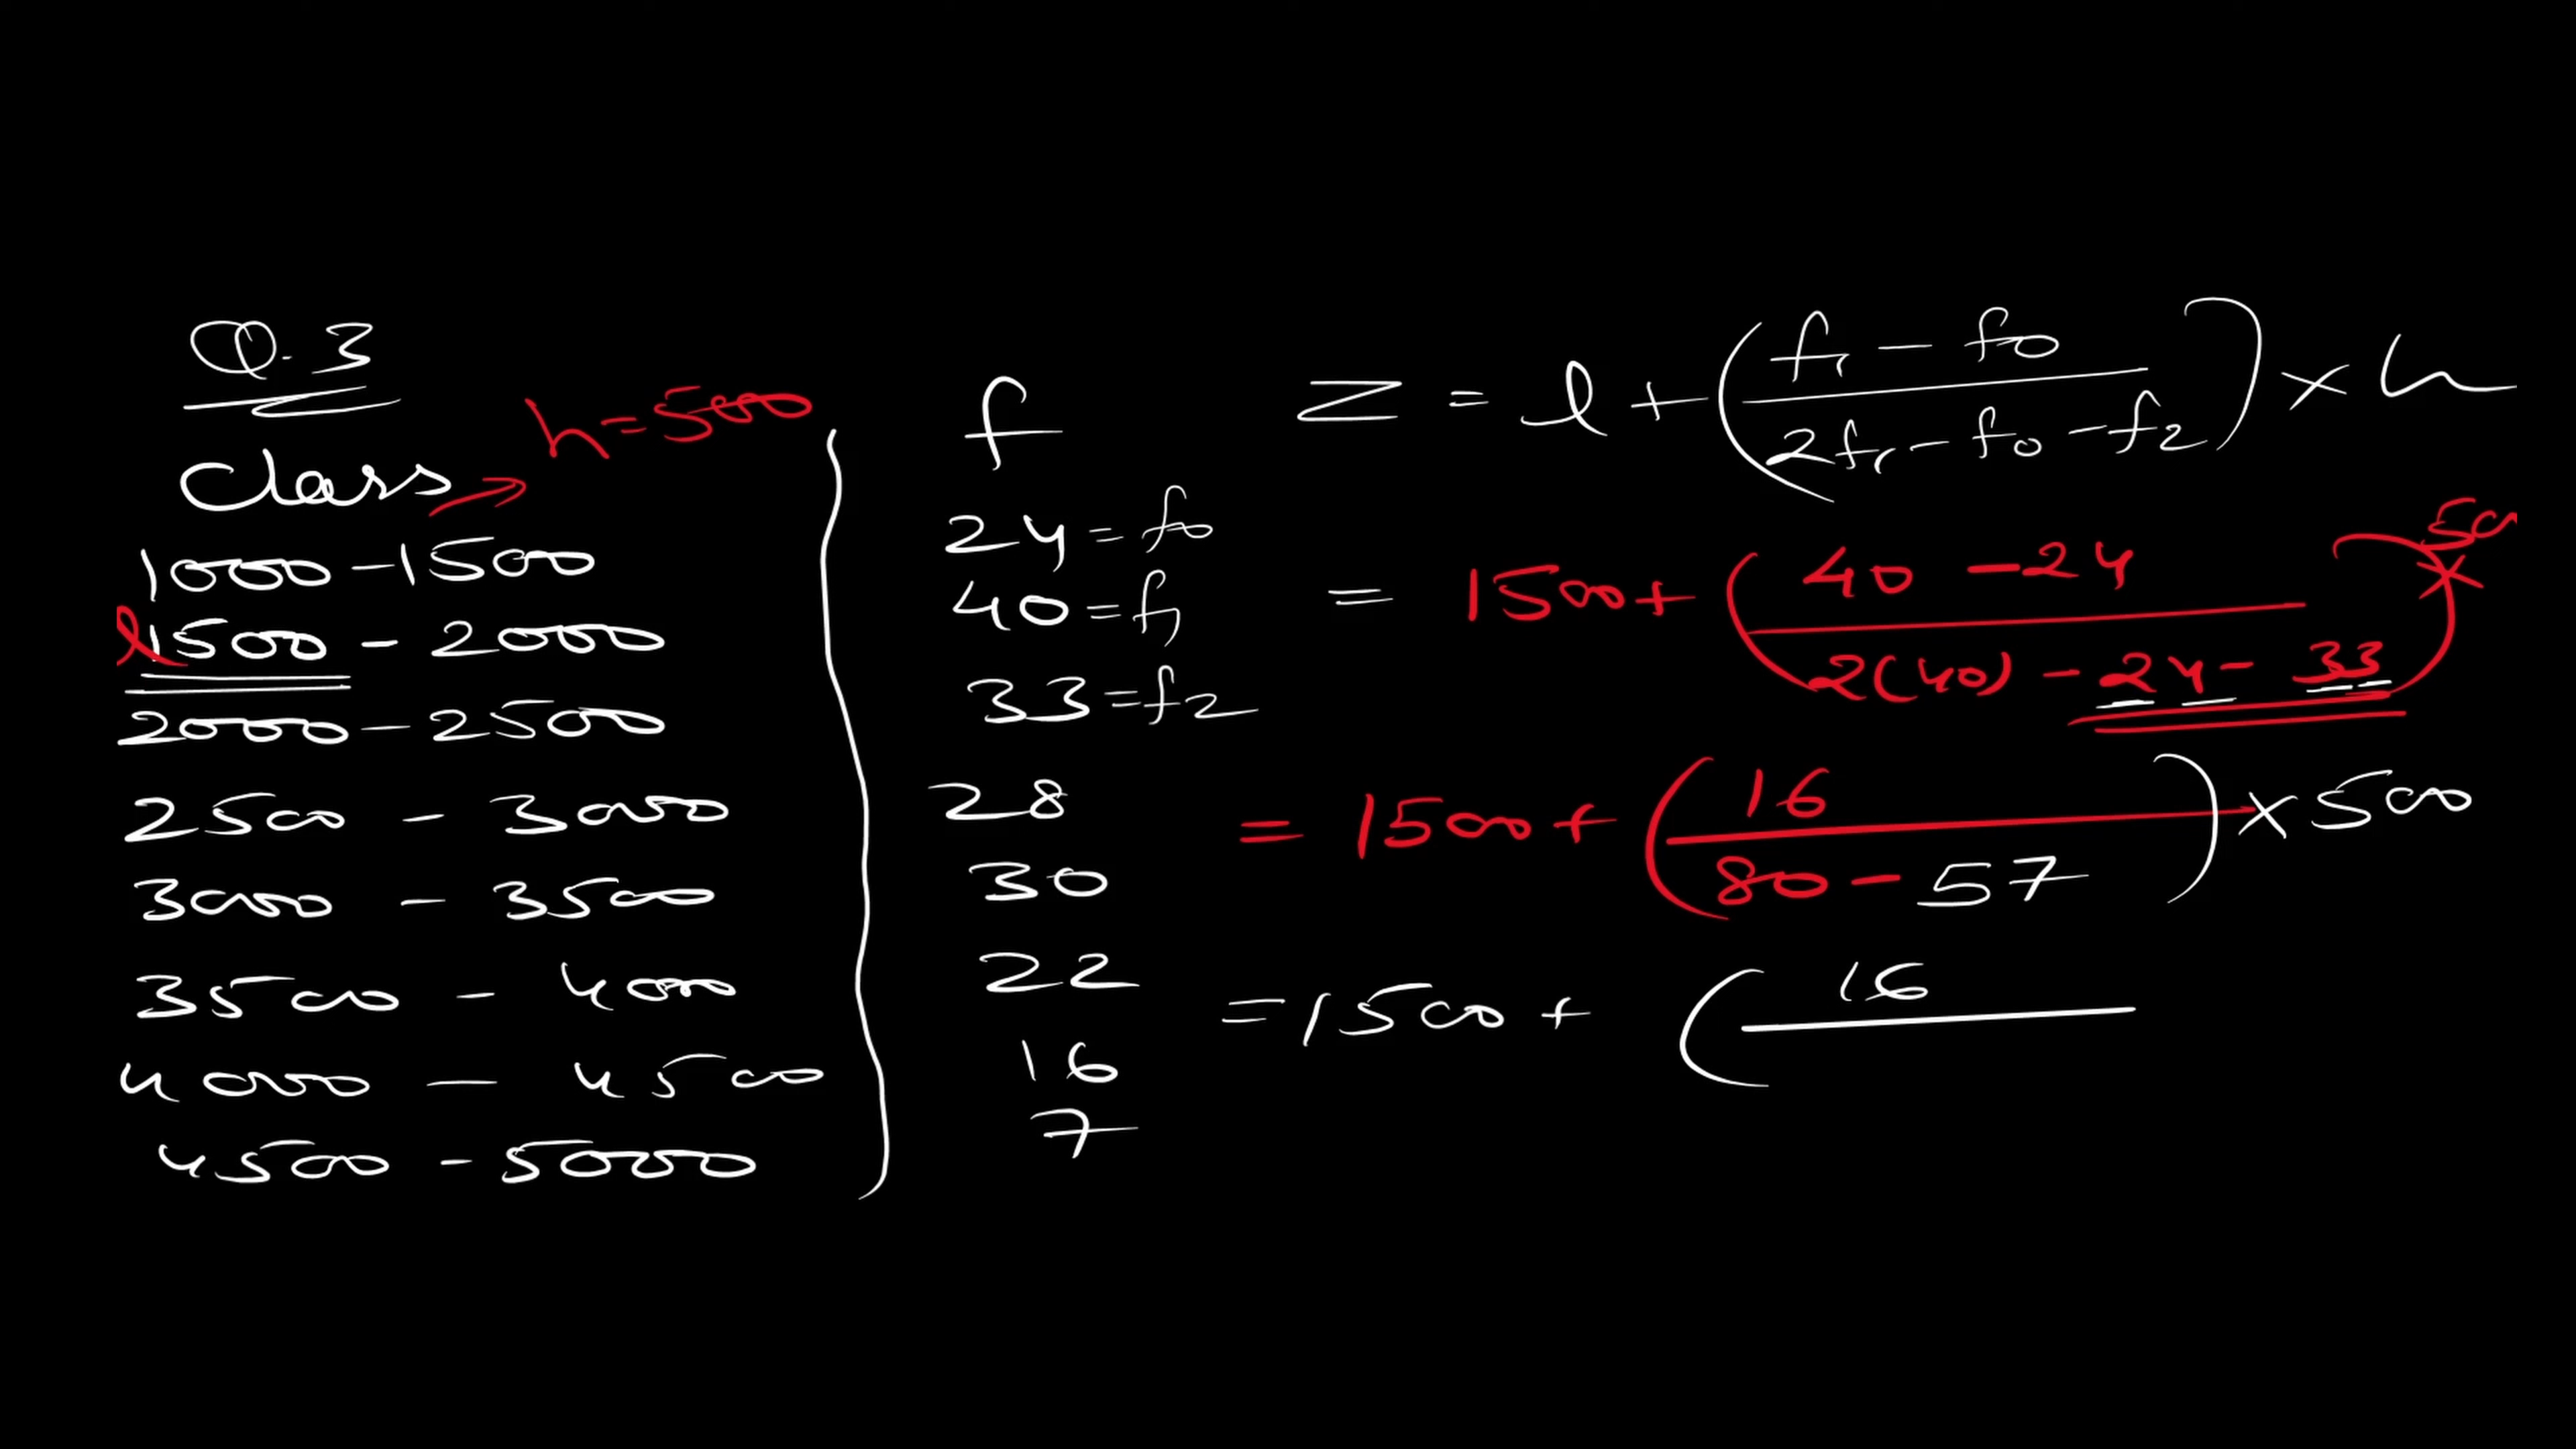 Q.3
h=500
Class
1000-1500
l 1500-2000
2000-2500
2500-3000
3000-3500
3500-4000
4000-4500
4500-5000
f
24=f0
40=f1
33=f2
28
30
22
16
7
Z = l + (f1 - f0 / 2f1 - f0 - f2) × h
= 1500 + (40 - 24 / 2(40) - 24 - 33) × 50
= 1500 + (16 / 80 - 57) × 500
= 1500 + (16